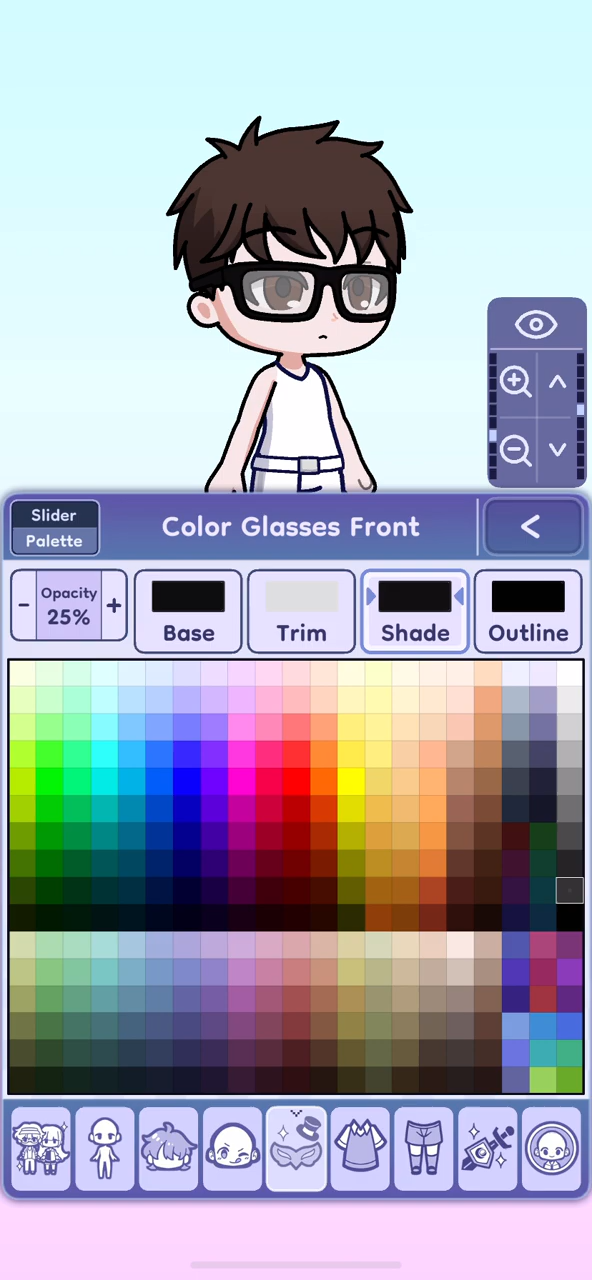 Slider
Palette
Color Glasses Front
<
- Opacity +
25%
Base
Trim
Shade
Outline